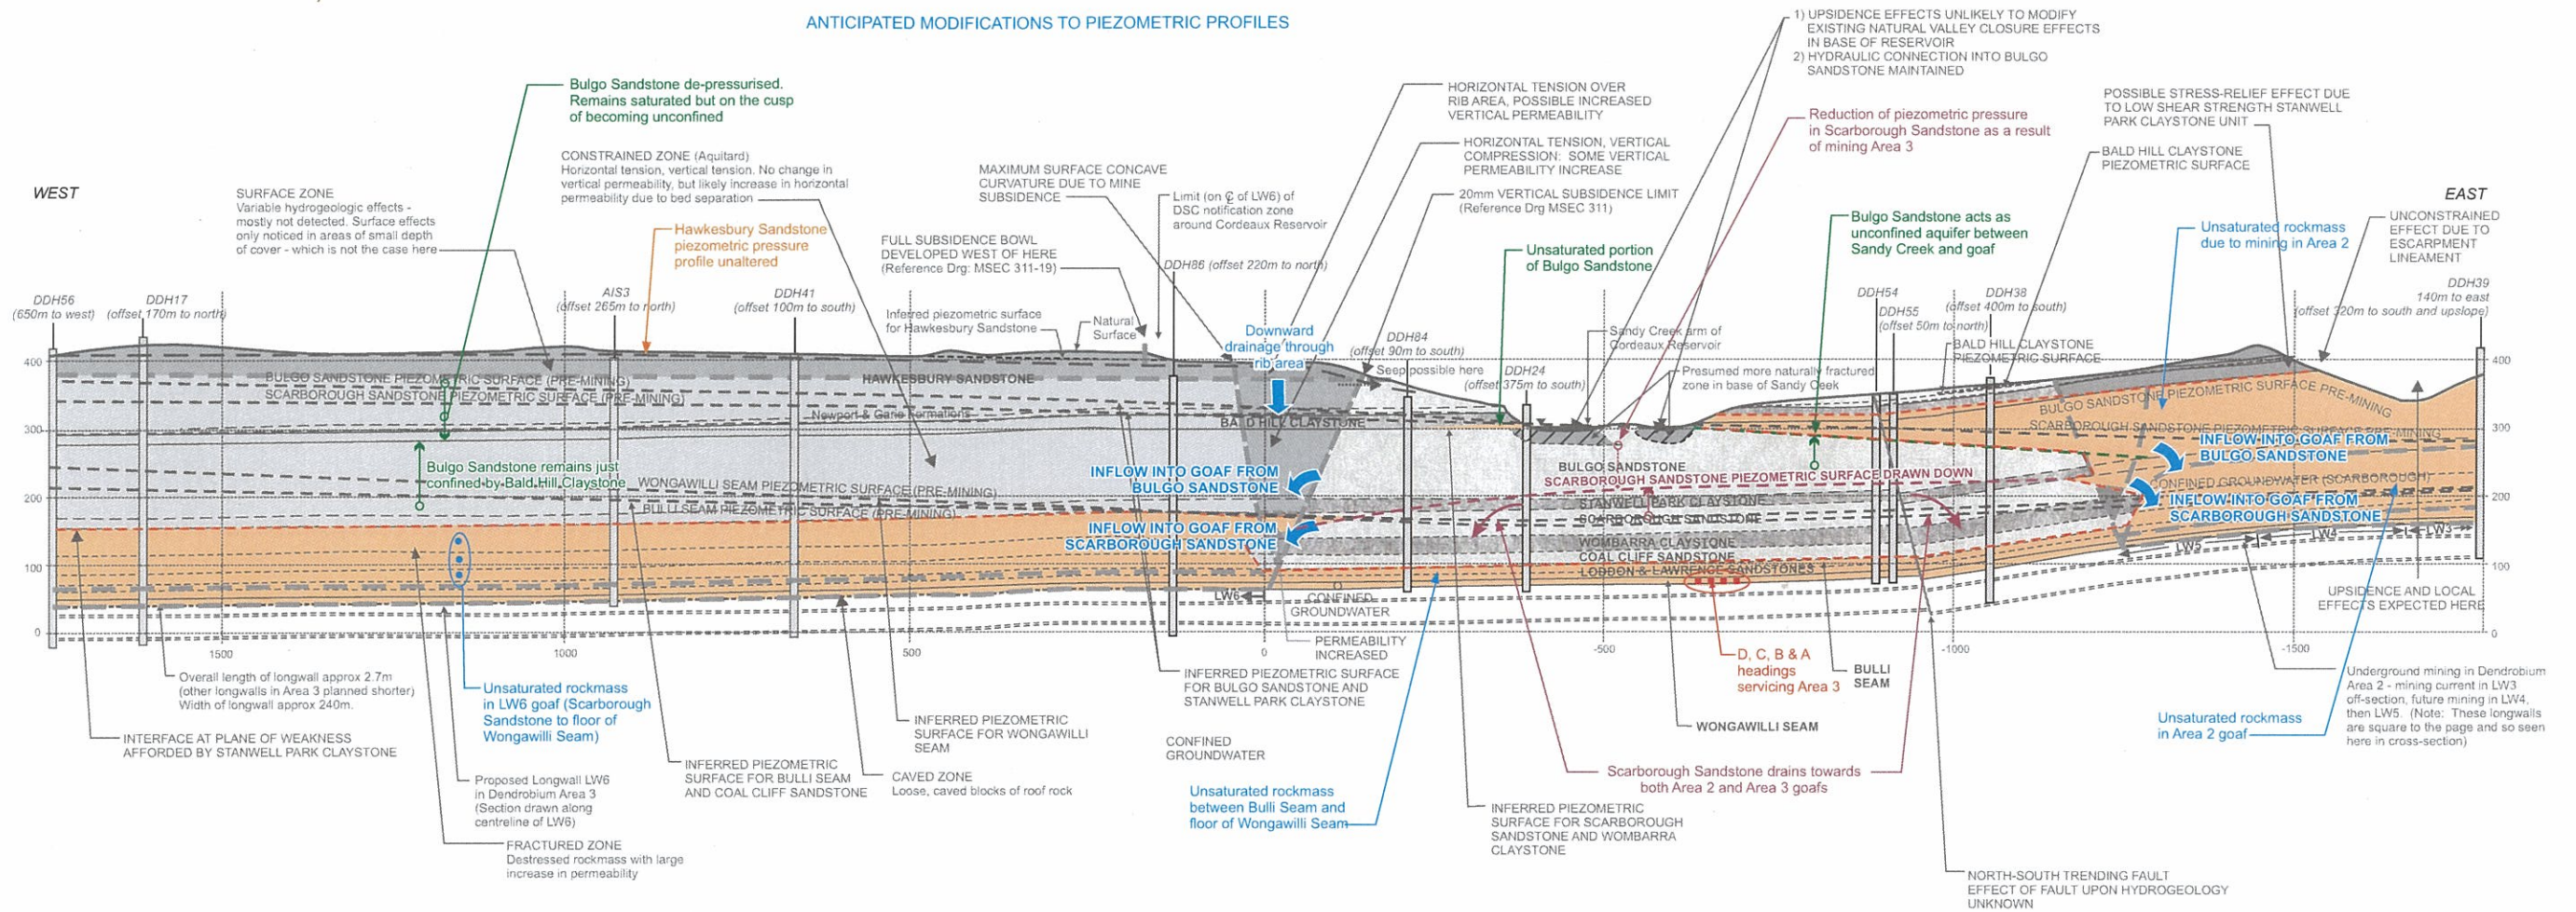 ANTICIPATED MODIFICATIONS TO PIEZOMETRIC PROFILES
1) UPSIDENCE EFFECTS UNLIKELY TO MODIFY
EXISTING NATURAL VALLEY CLOSURE EFFECTS
IN BASE OF RESERVOIR
2) HYDRAULIC CONNECTION INTO BULGO
SANDSTONE MAINTAINED
Bulgo Sandstone de-pressurised.
Remains saturated but on the cusp
of becoming unconfined
HORIZONTAL TENSION OVER
RIB AREA, POSSIBLE INCREASED
VERTICAL PERMEABILITY
POSSIBLE STRESS-RELIEF EFFECT DUE
TO LOW SHEAR STRENGTH STANWELL
PARK CLAYSTONE UNIT
Reduction of piezometric pressure
in Scarborough Sandstone as a result
of mining Area 3
CONSTRAINED ZONE (Aquitard)
Horizontal tension, vertical tension. No change in
vertical permeability, but likely increase in horizontal
permeability due to bed separation
HORIZONTAL TENSION, VERTICAL
COMPRESSION: SOME VERTICAL
PERMEABILITY INCREASE
BALD HILL CLAYSTONE
PIEZOMETRIC SURFACE
MAXIMUM SURFACE CONCAVE
CURVATURE DUE TO MINE
SUBSIDENCE
WEST
EAST
SURFACE ZONE
Variable hydrogeologic effects -
mostly not detected. Surface effects
only noticed in areas of small depth
of cover - which is not the case here
Limit (on ℄ of LW6) of
DSC notification zone
around Cordeaux Reservoir
20mm VERTICAL SUBSIDENCE LIMIT
(Reference Drg MSEC 311)
Hawkesbury Sandstone
piezometric pressure
profile unaltered
FULL SUBSIDENCE BOWL
DEVELOPED WEST OF HERE
(Reference Drg: MSEC 311-19)
Unsaturated portion
of Bulgo Sandstone
Bulgo Sandstone acts as
unconfined aquifer between
Sandy Creek and goaf
Unsaturated rockmass
due to mining in Area 2
UNCONSTRAINED
EFFECT DUE TO
ESCARPMENT
LINEAMENT
DDH56
(650m to west)
DDH17
(offset 170m to north)
AIS3
(offset 265m to north)
DDH41
(offset 100m to south)
DDH86 (offset 220m to north)
DDH54
DDH55
(offset 50m to north)
DDH38
(offset 400m to south)
DDH39
140m to east
(offset 320m to south and upslope)
Inferred piezometric surface
for Hawkesbury Sandstone
Natural
Surface
Downward
drainage through
rib area
DDH84
(offset 90m to south)
Seep possible here
DDH24
(offset 375m to south)
Sandy Creek arm of
Cordeaux Reservoir
Presumed more naturally fractured
zone in base of Sandy Creek
BALD HILL CLAYSTONE
PIEZOMETRIC SURFACE
400
300
200
100
0
400
300
200
100
0
BULGO SANDSTONE PIEZOMETRIC SURFACE (PRE-MINING)
SCARBOROUGH SANDSTONE PIEZOMETRIC SURFACE (PRE-MINING)
HAWKESBURY SANDSTONE
Newport & Garie Formations
BALD HILL CLAYSTONE
BULGO SANDSTONE PIEZOMETRIC SURFACE PRE-MINING
SCARBOROUGH SANDSTONE PIEZOMETRIC SURFACE PRE-MINING
Bulgo Sandstone remains just
confined by Bald Hill Claystone
WONGAWILLI SEAM PIEZOMETRIC SURFACE (PRE-MINING)
BULLI SEAM PIEZOMETRIC SURFACE (PRE-MINING)
INFLOW INTO GOAF FROM
BULGO SANDSTONE
INFLOW INTO GOAF FROM
SCARBOROUGH SANDSTONE
BULGO SANDSTONE
SCARBOROUGH SANDSTONE PIEZOMETRIC SURFACE DRAWN DOWN
STANWELL PARK CLAYSTONE
SCARBOROUGH SANDSTONE
WOMBARRA CLAYSTONE
COAL CLIFF SANDSTONE
LODDON & LAWRENCE SANDSTONES
INFLOW INTO GOAF FROM
BULGO SANDSTONE
CONFINED GROUNDWATER (SCARBOROUGH)
INFLOW INTO GOAF FROM
SCARBOROUGH SANDSTONE
LW5
LW4
LW3
LW6
CONFINED
GROUNDWATER
UPSIDENCE AND LOCAL
EFFECTS EXPECTED HERE
1500
1000
500
0
-500
-1000
-1500
PERMEABILITY
INCREASED
Overall length of longwall approx 2.7m
(other longwalls in Area 3 planned shorter)
Width of longwall approx 240m.
Unsaturated rockmass
in LW6 goaf (Scarborough
Sandstone to floor of
Wongawilli Seam)
INFERRED PIEZOMETRIC SURFACE
FOR BULGO SANDSTONE AND
STANWELL PARK CLAYSTONE
D, C, B & A
headings
servicing Area 3
BULLI
SEAM
Underground mining in Dendrobium
Area 2 - mining current in LW3
off-section, future mining in LW4,
then LW5. (Note: These longwalls
are square to the page and so seen
here in cross-section)
INTERFACE AT PLANE OF WEAKNESS
AFFORDED BY STANWELL PARK CLAYSTONE
INFERRED PIEZOMETRIC
SURFACE FOR WONGAWILLI
SEAM
WONGAWILLI SEAM
Unsaturated rockmass
in Area 2 goaf
CONFINED
GROUNDWATER
INFERRED PIEZOMETRIC
SURFACE FOR BULLI SEAM
AND COAL CLIFF SANDSTONE
CAVED ZONE
Loose, caved blocks of roof rock
Scarborough Sandstone drains towards
both Area 2 and Area 3 goafs
Proposed Longwall LW6
in Dendrobium Area 3
(Section drawn along
centreline of LW6)
Unsaturated rockmass
between Bulli Seam and
floor of Wongawilli Seam
INFERRED PIEZOMETRIC
SURFACE FOR SCARBOROUGH
SANDSTONE AND WOMBARRA
CLAYSTONE
FRACTURED ZONE
Destressed rockmass with large
increase in permeability
NORTH-SOUTH TRENDING FAULT
EFFECT OF FAULT UPON HYDROGEOLOGY
UNKNOWN